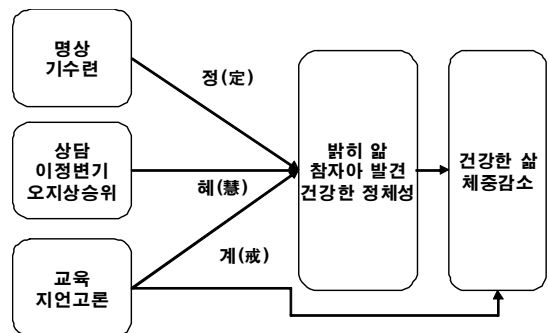 명상
기수련
정(定)
상담
이정변기
오지상승위
혜(慧)
교육
지언고론
계(戒)
밝히 앎
참자아 발견
건강한 정체성
건강한 삶
체중감소